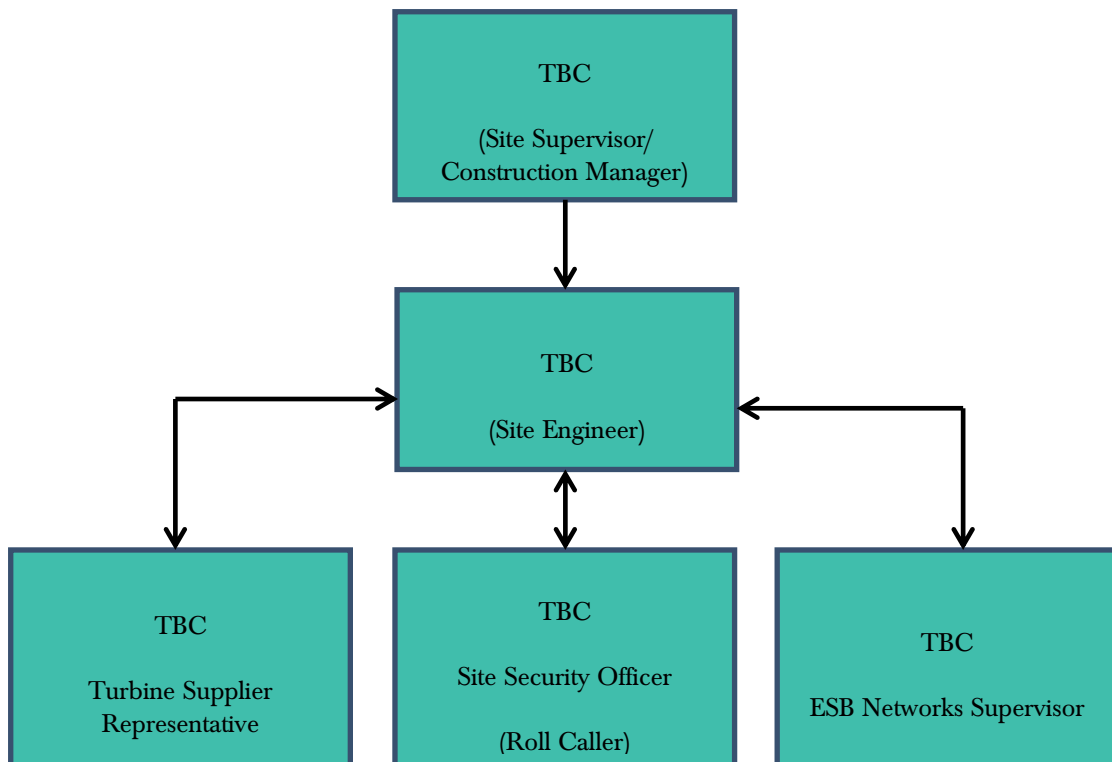 TBC
(Site Supervisor/
Construction Manager)
TBC
(Site Engineer)
TBC
Turbine Supplier
Representative
TBC
Site Security Officer
(Roll Caller)
TBC
ESB Networks Supervisor